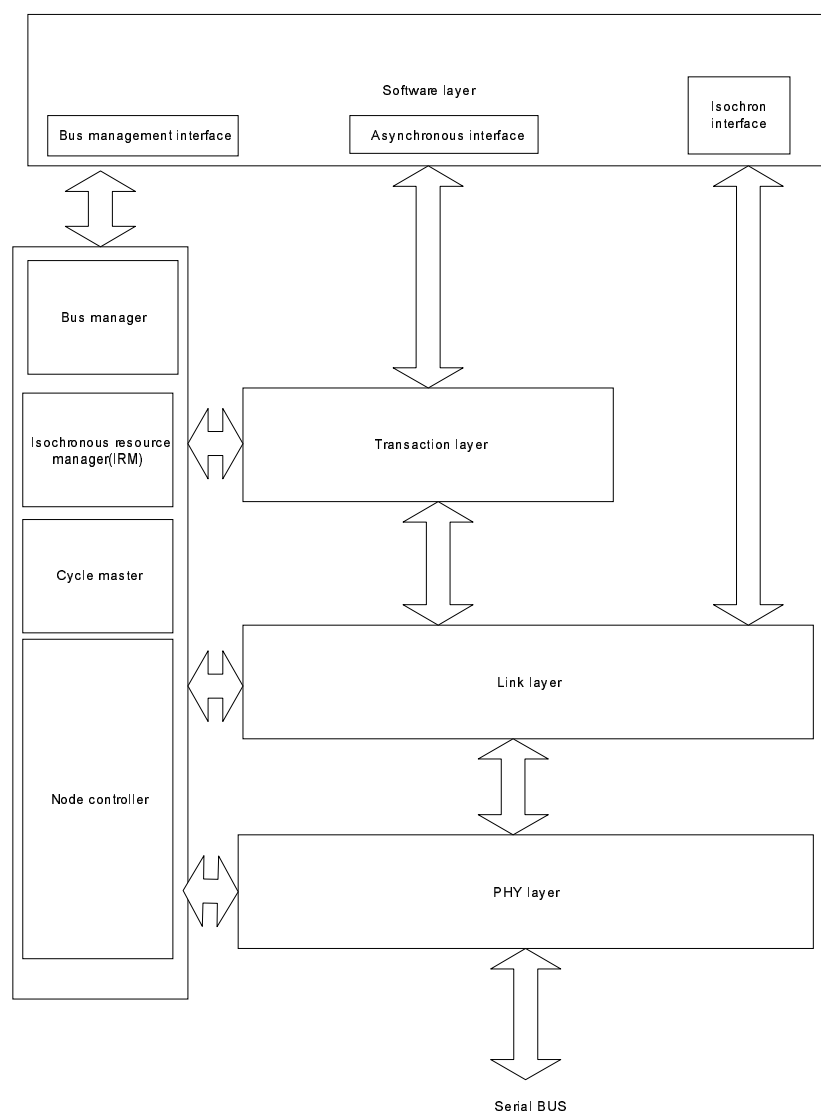 Software layer
Isochron
interface
Bus management interface
Asynchronous interface
Bus manager
Isochronous resource
manager(IRM)
Transaction layer
Cycle master
Link layer
Node controller
PHY layer
Serial BUS